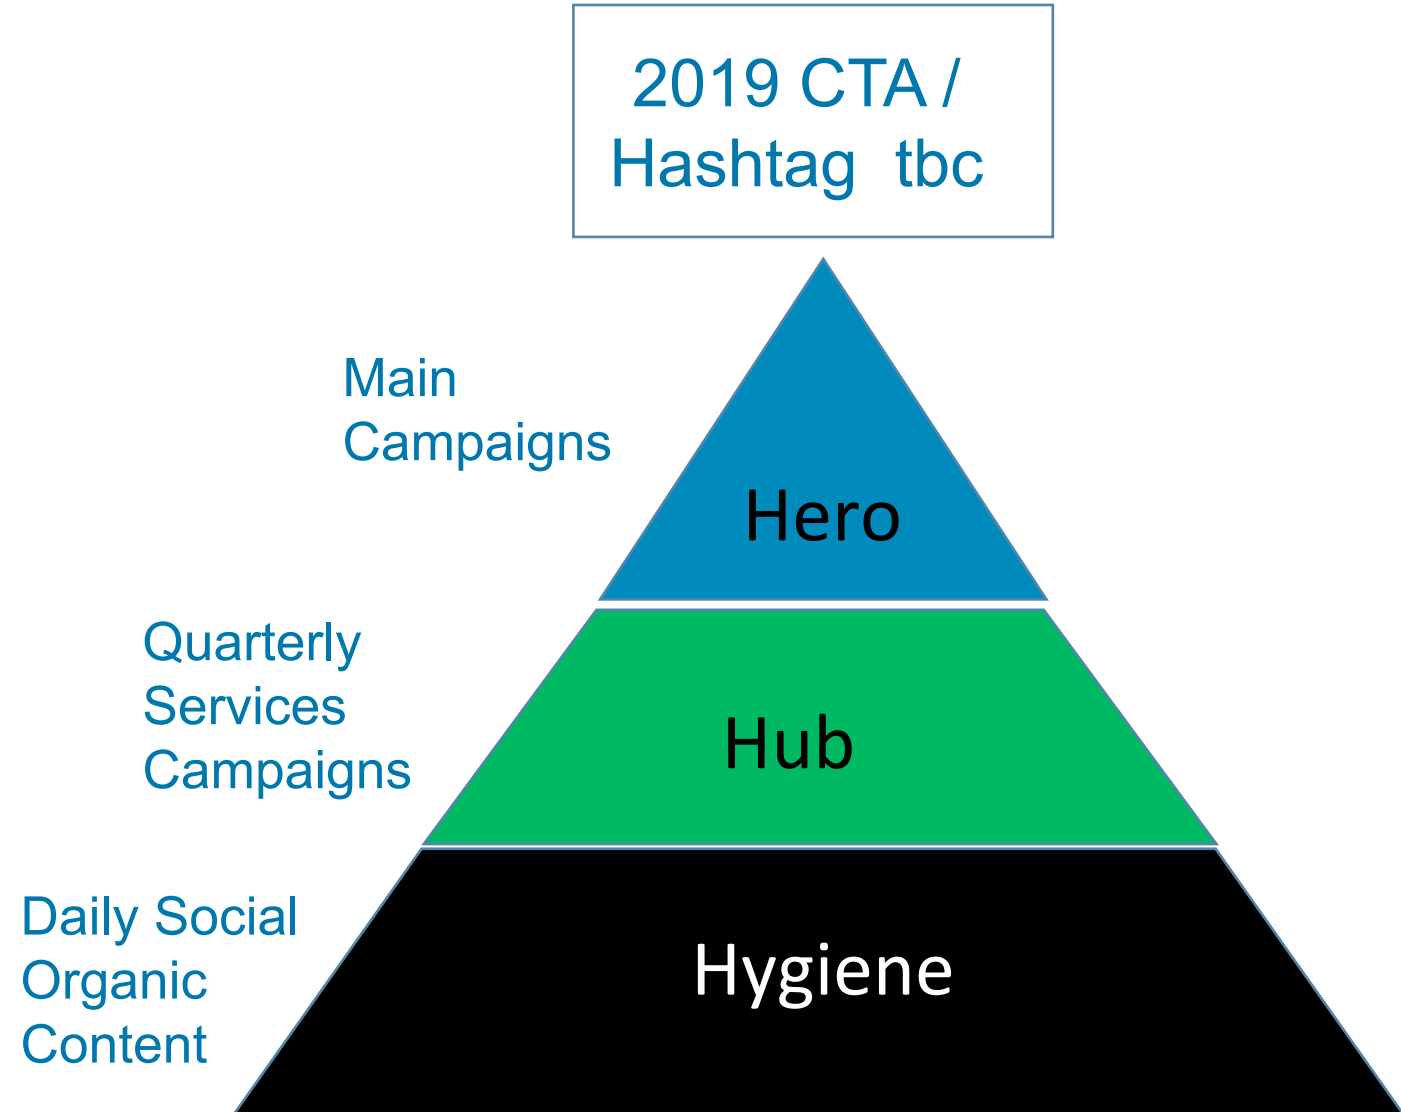 2019 CTA /
Hashtag  tbc
Main
Campaigns
Hero
Quarterly
Services
Campaigns
Hub
Daily Social
Organic
Content
Hygiene